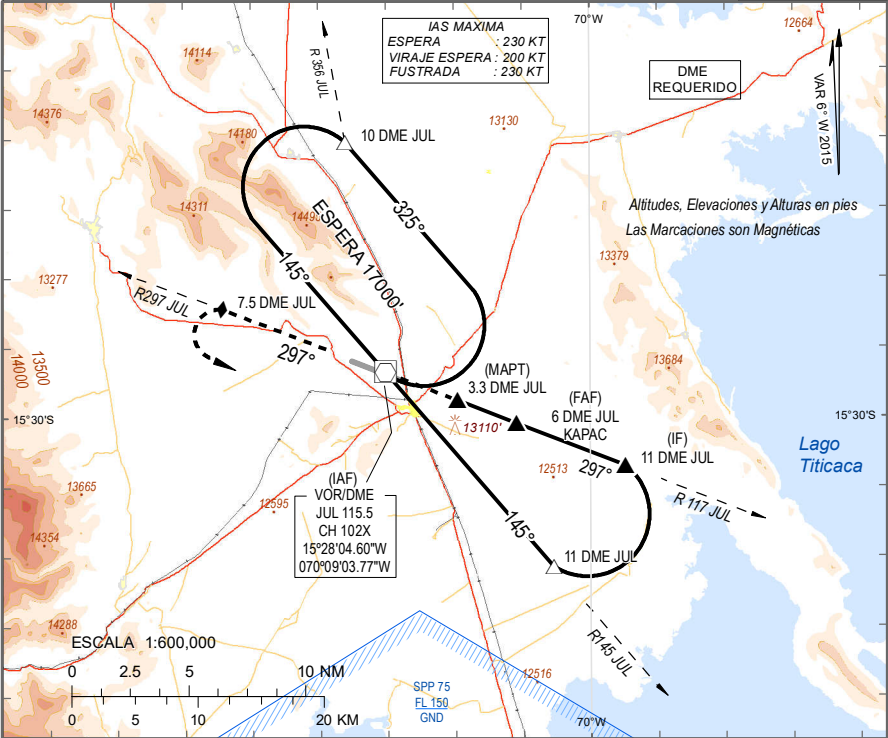 IAS MAXIMA
ESPERA : 230 KT
VIRAJE ESPERA : 200 KT
FUSTRADA : 230 KT
70°W
12664
14114
R 356 JUL
DME
REQUERIDO
VAR 6° W 2015
14376
14180
10 DME JUL
13130
Altitudes, Elevaciones y Alturas en pies
Las Marcaciones son Magnéticas
14311
ESPERA 17000'
325°
145°
13277
R297 JUL
7.5 DME JUL
297°
13379
13500
14000
(MAPT)
3.3 DME JUL
13684
15°30'S
13110'
(FAF)
6 DME JUL
KAPAC
(IF)
11 DME JUL
15°30'S
Lago
Titicaca
297°
12513
R 117 JUL
13665
12595
(IAF)
VOR/DME
JUL 115.5
CH 102X
15°28'04.60"W
070°09'03.77"W
145°
14354
11 DME JUL
14288
ESCALA 1:600,000
0 2.5 5 10 NM
0 5 10 20 KM
R145 JUL
12516
SPP 75
FL 150
GND
70°W